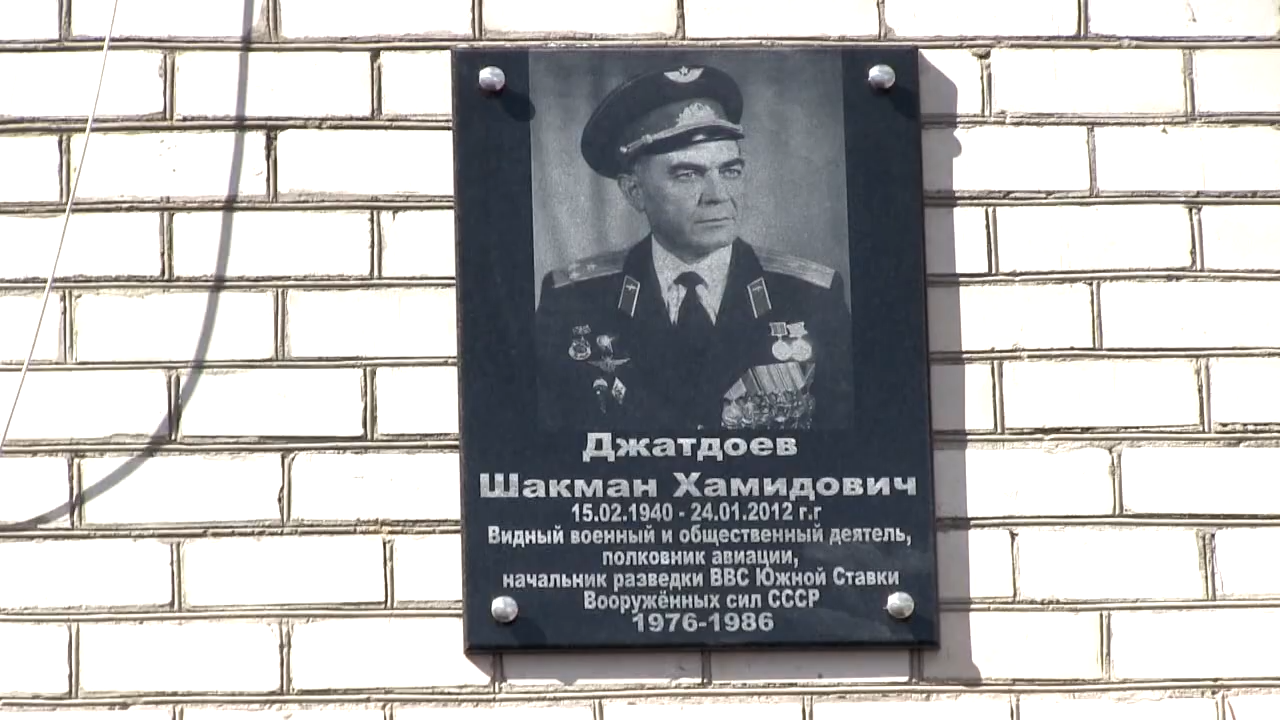 Джатдоев
Шакман Хамидович
15.02.1940 - 24.01.2012 г.г
Видный военный и общественный деятель,
полковник авиации,
начальник разведки ВВС Южной Ставки
Вооружённых сил СССР
1976-1986